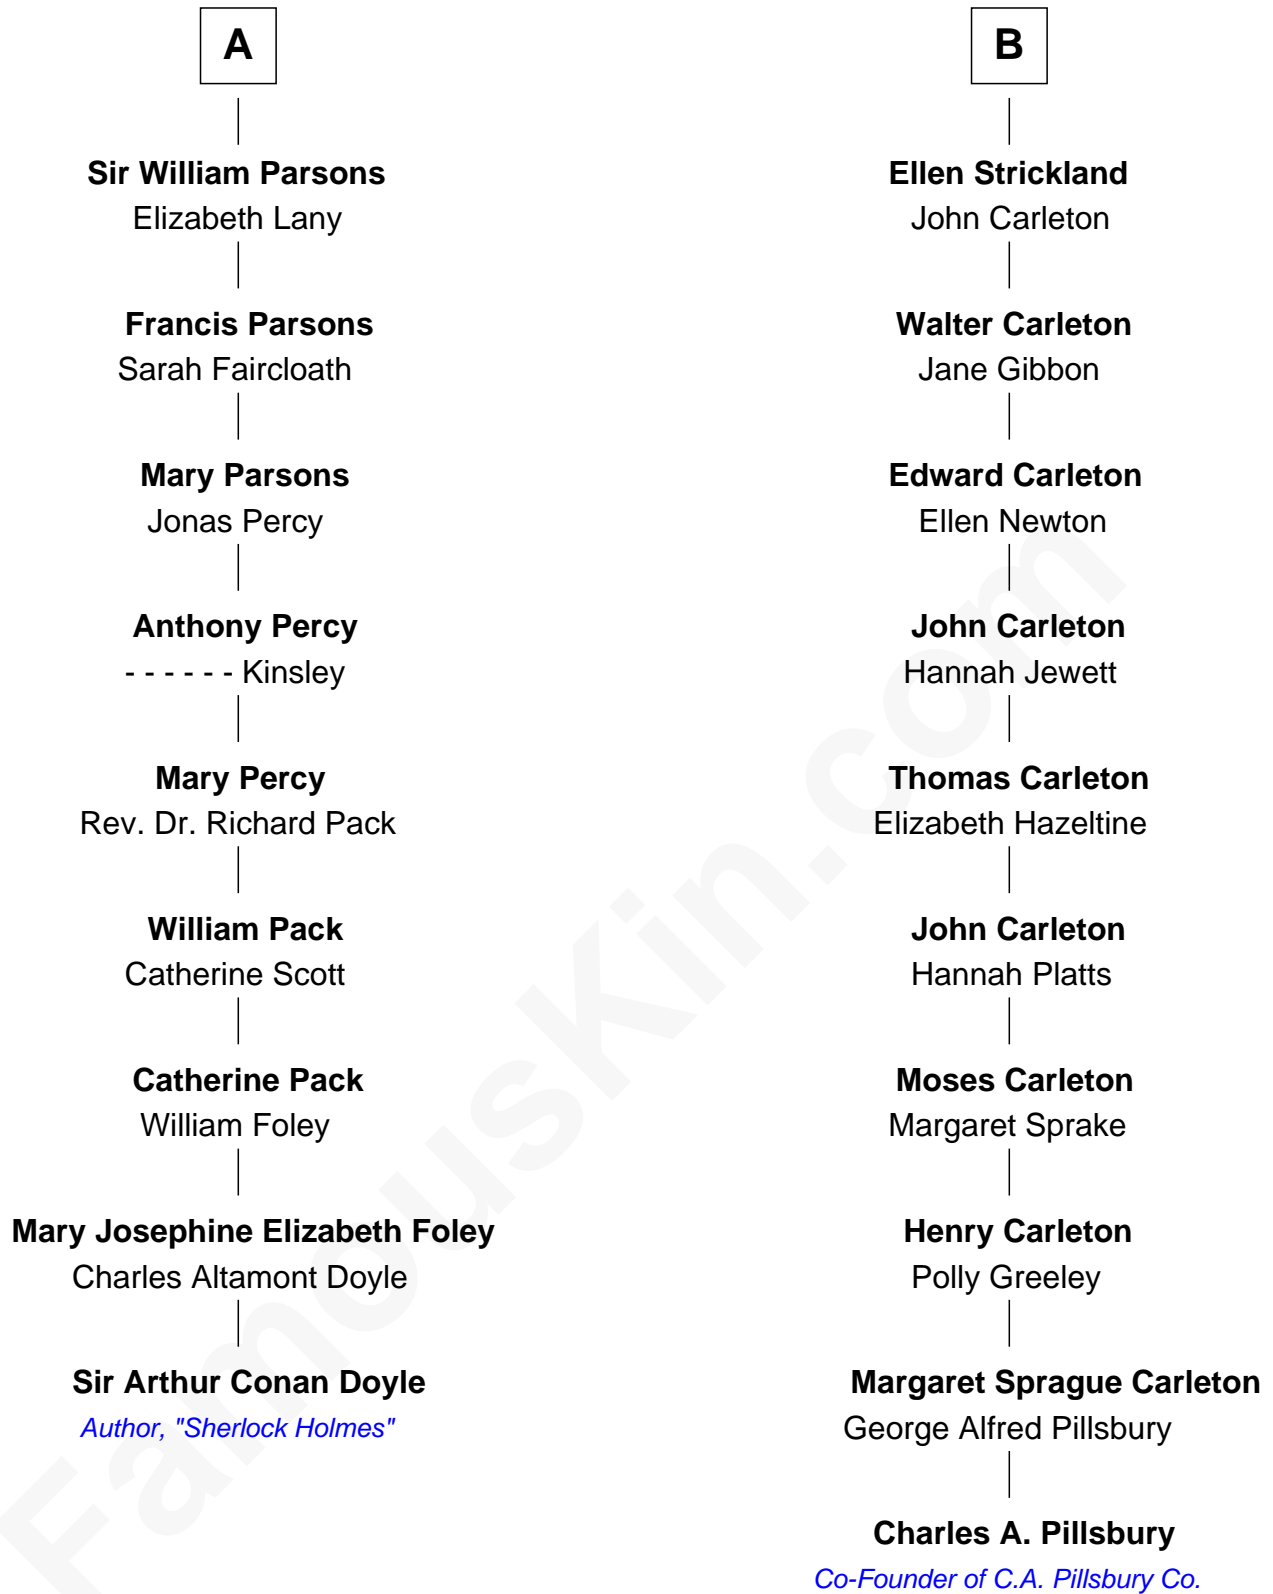 A
Sir William Parsons
Elizabeth Lany
Francis Parsons
Sarah Faircloath
Mary Parsons
Jonas Percy
Anthony Percy
- - - - - - Kinsley
Mary Percy
Rev. Dr. Richard Pack
William Pack
Catherine Scott
Catherine Pack
William Foley
Mary Josephine Elizabeth Foley
Charles Altamont Doyle
Sir Arthur Conan Doyle
Author, "Sherlock Holmes"
B
Ellen Strickland
John Carleton
Walter Carleton
Jane Gibbon
Edward Carleton
Ellen Newton
John Carleton
Hannah Jewett
Thomas Carleton
Elizabeth Hazeltine
John Carleton
Hannah Platts
Moses Carleton
Margaret Sprake
Henry Carleton
Polly Greeley
Margaret Sprague Carleton
George Alfred Pillsbury
Charles A. Pillsbury
Co-Founder of C.A. Pillsbury Co.
FamousKin.com